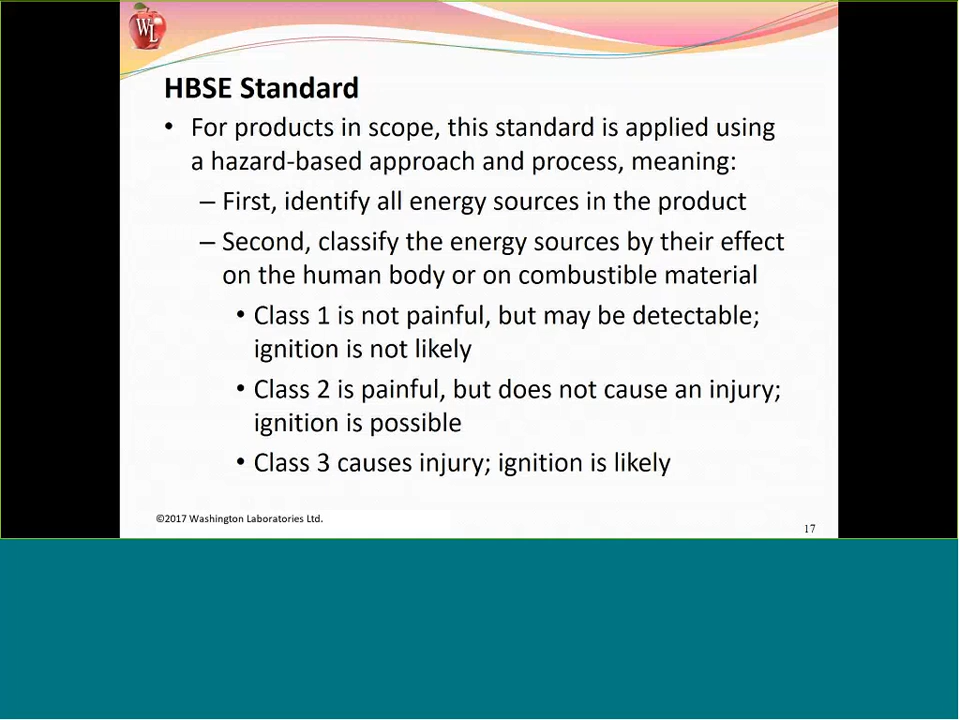 WL
HBSE Standard
• For products in scope, this standard is applied using
a hazard-based approach and process, meaning:
– First, identify all energy sources in the product
– Second, classify the energy sources by their effect
on the human body or on combustible material
• Class 1 is not painful, but may be detectable;
ignition is not likely
• Class 2 is painful, but does not cause an injury;
ignition is possible
• Class 3 causes injury; ignition is likely
©2017 Washington Laboratories Ltd.
17